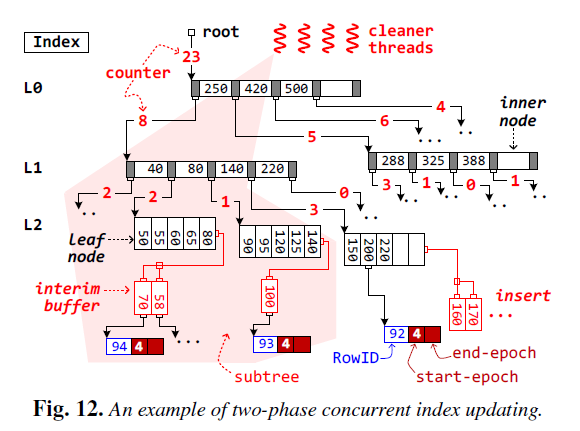 Index
root
cleaner
threads
23
counter
L0
250 420 500
inner
node
8
5
6
4
L1
40 80 140 220
288 325 388
2
2
1
3
0
3
1
0
1
L2
leaf
node
50 55 60 65 80
90 95 120 125 140
150 200 220
interim
buffer
70 58
100
160 170
insert
94 4
93 4
92 4
RowID
end-epoch
start-epoch
subtree
Fig. 12. An example of two-phase concurrent index updating.